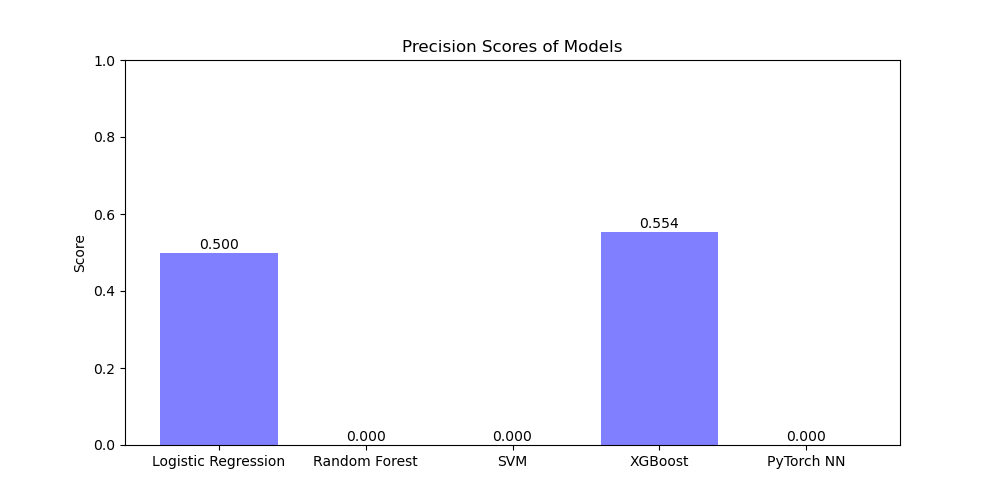 Precision Scores of Models
1.0
0.8
0.6
0.4
0.2
0.0
Score
0.500
0.000
0.000
0.554
0.000
Logistic Regression
Random Forest
SVM
XGBoost
PyTorch NN